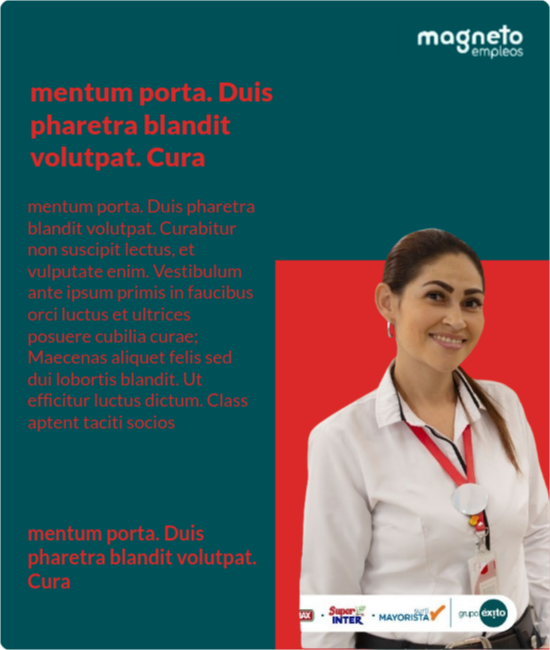 magneto
empleos
mentum porta. Duis
pharetra blandit
volutpat. Cura
mentum porta. Duis pharetra
blandit volutpat. Curabitur
non suscipit lectus, et
vulputate enim. Vestibulum
ante ipsum primis in faucibus
orci luctus et ultrices
posuere cubilia curae;
Maecenas aliquet felis sed
dui lobortis blandit. Ut
efficitur luctus dictum. Class
aptent taciti socios
mentum porta. Duis
pharetra blandit volutpat.
Cura
Super
INTER
MAYORISTA
grupo éxito